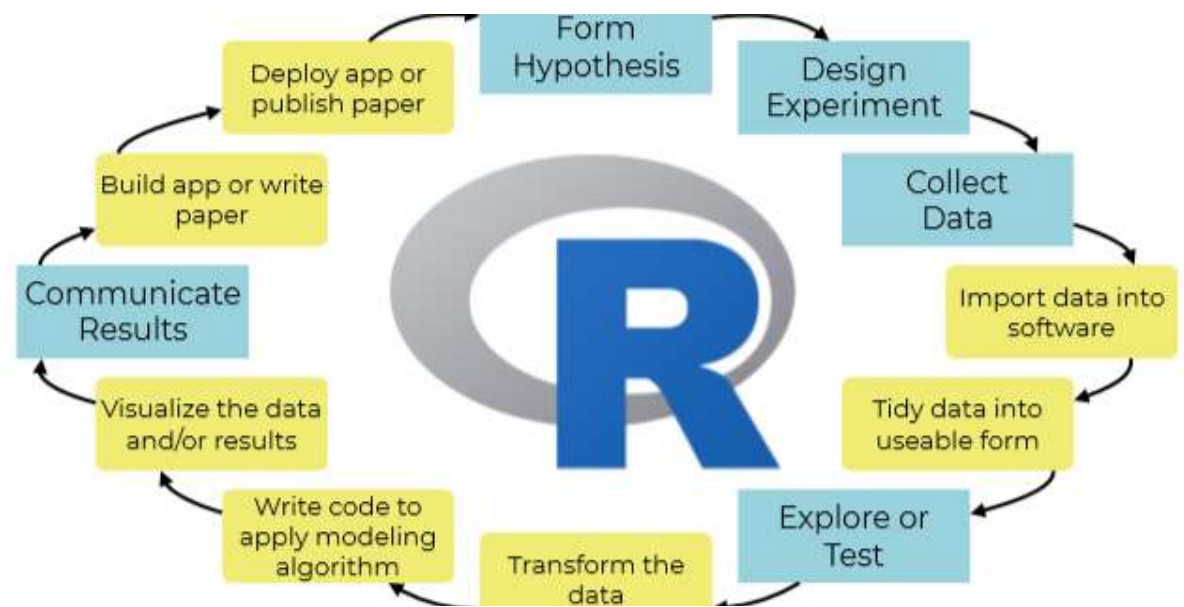 Form
Hypothesis
Design
Experiment
Collect
Data
Import data into
software
Tidy data into
useable form
Explore or
Test
Transform the
data
Write code to
apply modeling
algorithm
Visualize the data
and/or results
Communicate
Results
Build app or write
paper
Deploy app or
publish paper
R